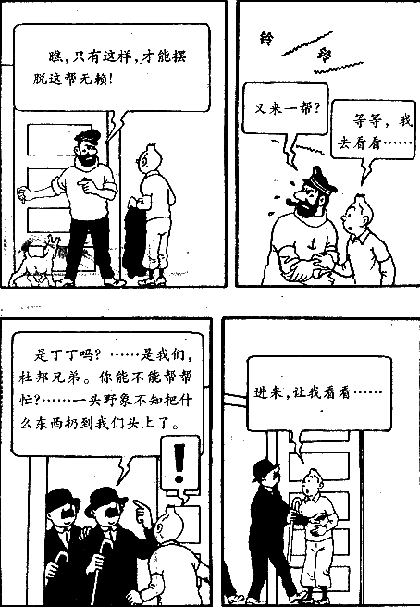 瞧,只有这样,才能摆
脱这帮无赖!
铃
铃
又来一帮?
等等,我
去看看……
是丁丁吗?……是我们,
杜邦兄弟。你能不能帮帮
忙?……一头野象不知把什
么东西扔到我们头上了。
!
进来,让我看看……